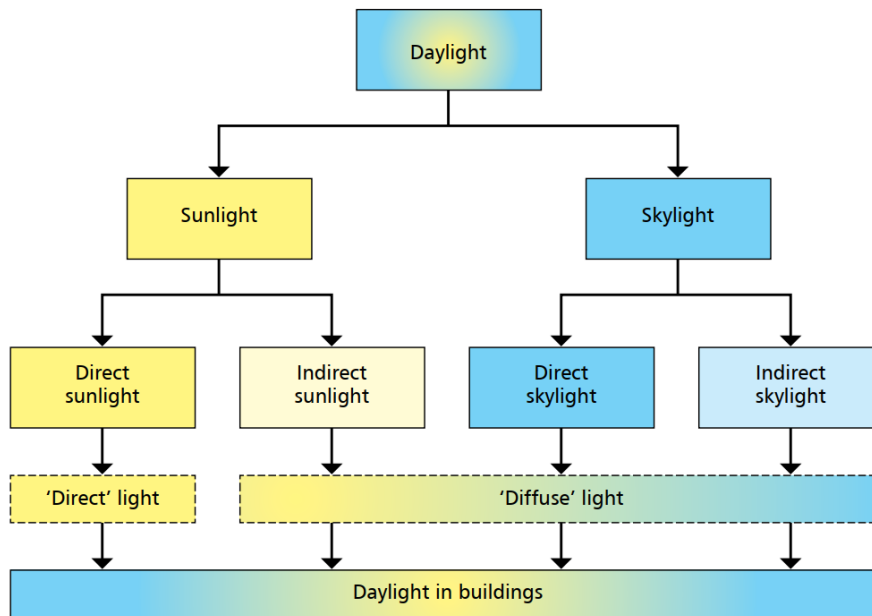 Daylight
Sunlight
Skylight
Direct
sunlight
Indirect
sunlight
Direct
skylight
Indirect
skylight
‘Direct’ light
‘Diffuse’ light
Daylight in buildings